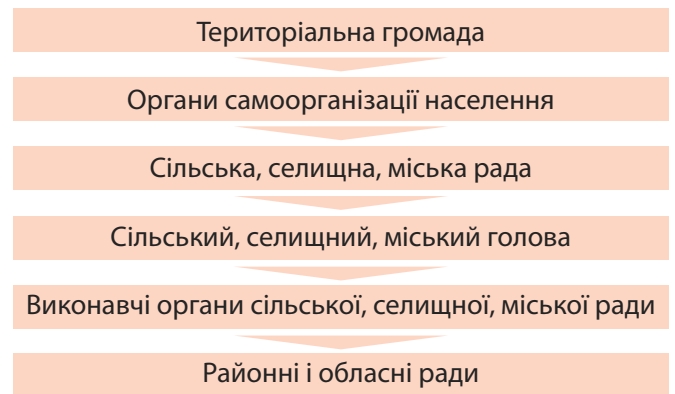 Територіальна громада
Органи самоорганізації населення
Сільська, селищна, міська рада
Сільський, селищний, міський голова
Виконавчі органи сільської, селищної, міської ради
Районні і обласні ради